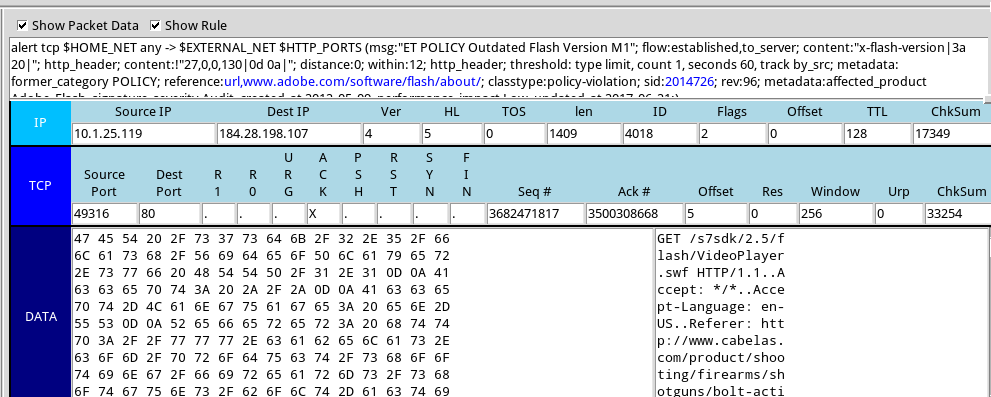 Show Packet Data Show Rule
alert tcp $HOME_NET any -> $EXTERNAL_NET $HTTP_PORTS (msg:"ET POLICY Outdated Flash Version M1"; flow:established,to_server; content:"x-flash-version|3a
20|"; http_header; content:!"27,0,0,130|0d 0a|"; distance:0; within:12; http_header; threshold: type limit, count 1, seconds 60, track by_src; metadata:
former_category POLICY; reference:url,www.adobe.com/software/flash/about/; classtype:policy-violation; sid:2014726; rev:96; metadata:affected_product
Source IP Dest IP Ver HL TOS len ID Flags Offset TTL ChkSum
IP
10.1.25.119 184.28.198.107 4 5 0 1409 4018 2 0 128 17349
U A P R S F
R C S S Y I
Source Dest R R G K H T N N
Port Port 1 0 Seq # Ack # Offset Res Window Urp ChkSum
TCP
49316 80 . . . X . . . . 3682471817 3500308668 5 0 256 0 33254
DATA
47 45 54 20 2F 73 37 73 64 6B 2F 32 2E 35 2F 66 GET /s7sdk/2.5/f
6C 61 73 68 2F 56 69 64 65 6F 50 6C 61 79 65 72 lash/VideoPlayer
2E 73 77 66 20 48 54 54 50 2F 31 2E 31 0D 0A 41 .swf HTTP/1.1..A
63 63 65 70 74 3A 20 2A 2F 2A 0D 0A 41 63 63 65 ccept: */*..Acce
70 74 2D 4C 61 6E 67 75 61 67 65 3A 20 65 6E 2D pt-Language: en-
55 53 0D 0A 52 65 66 65 72 65 72 3A 20 68 74 74 US..Referer: htt
70 3A 2F 2F 77 77 77 2E 63 61 62 65 6C 61 73 2E p://www.cabelas.
63 6F 6D 2F 70 72 6F 64 75 63 74 2F 73 68 6F 6F com/product/shoo
74 69 6E 67 2F 66 69 72 65 61 72 6D 73 2F 73 68 ting/firearms/sh
6F 74 67 75 6E 73 2F 62 6F 6C 74 2D 61 63 74 69 otguns/bolt-acti